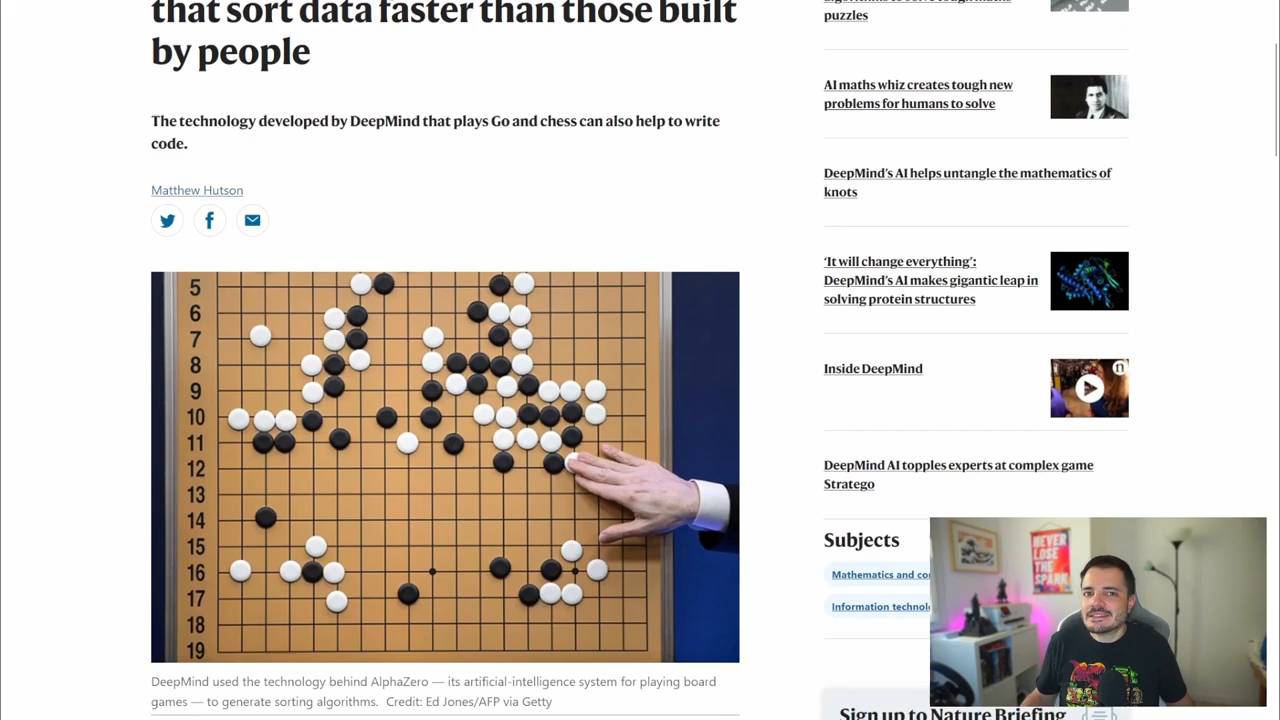 that sort data faster than those built
by people
The technology developed by DeepMind that plays Go and chess can also help to write
code.
Matthew Hutson
5
6
7
8
9
10
11
12
13
14
15
16
17
18
19
DeepMind used the technology behind AlphaZero — its artificial-intelligence system for playing board
games — to generate sorting algorithms. Credit: Ed Jones/AFP via Getty
puzzles
AI maths whiz creates tough new
problems for humans to solve
DeepMind’s AI helps untangle the mathematics of
knots
‘It will change everything’:
DeepMind’s AI makes gigantic leap in
solving protein structures
Inside DeepMind
n
DeepMind AI topples experts at complex game
Stratego
Subjects
Mathematics and co
Information technol
Sign up to Nature Briefing
NEVER
LOSE
THE
SPARK